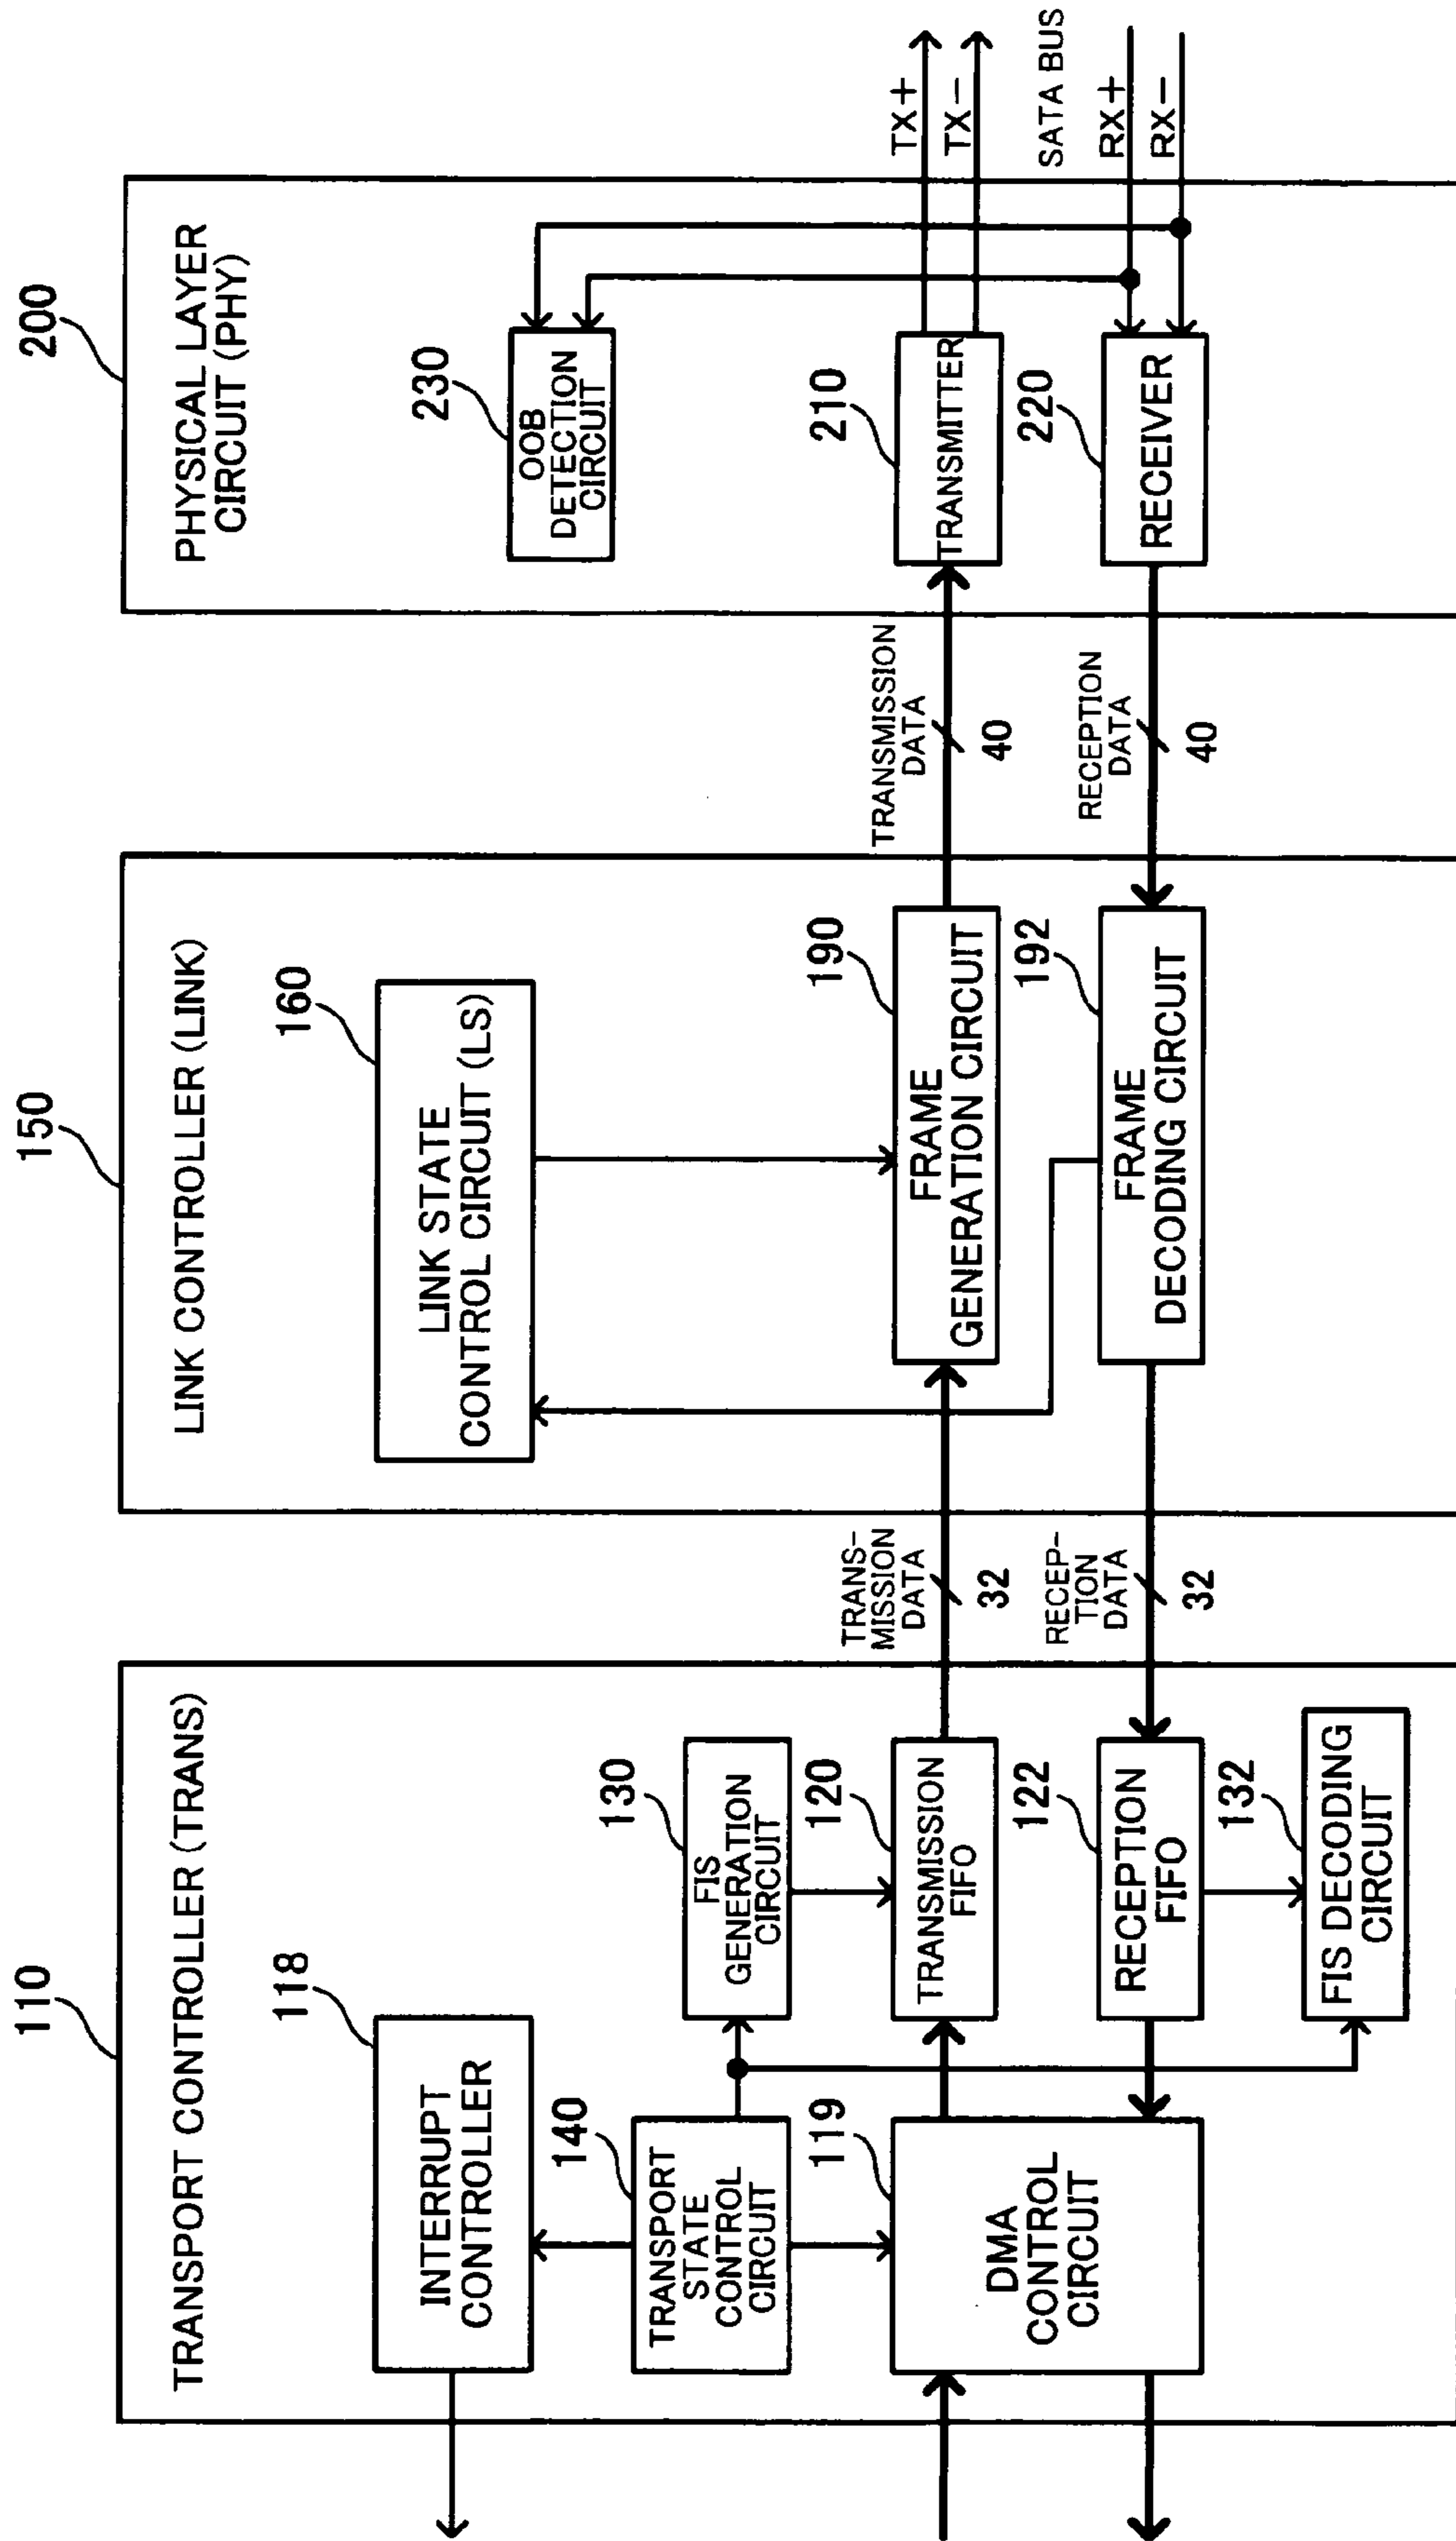 110
TRANSPORT CONTROLLER (TRANS)
118
INTERRUPT
CONTROLLER
140
TRANSPORT
STATE
CONTROL
CIRCUIT
130
FIS
GENERATION
CIRCUIT
119
DMA
CONTROL
CIRCUIT
120
TRANSMISSION
FIFO
122
RECEPTION
FIFO
132
FIS DECODING
CIRCUIT
TRANS-
MISSION
DATA
32
RECEP-
TION
DATA
32
150
LINK CONTROLLER (LINK)
160
LINK STATE
CONTROL CIRCUIT (LS)
190
FRAME
GENERATION CIRCUIT
192
FRAME
DECODING CIRCUIT
TRANSMISSION
DATA
40
RECEPTION
DATA
40
200
PHYSICAL LAYER
CIRCUIT (PHY)
230
OOB
DETECTION
CIRCUIT
210
TRANSMITTER
220
RECEIVER
TX+
TX-
SATA BUS
RX+
RX-